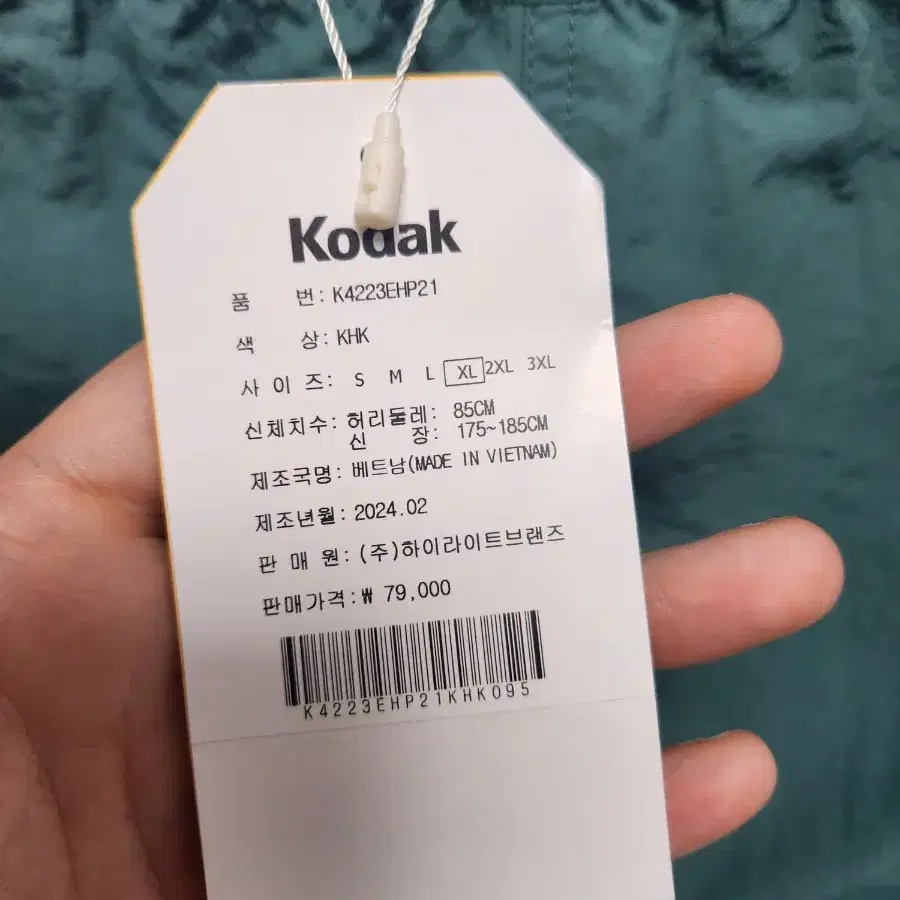 Kodak
품 번: K4223EHP21
색 상: KHK
사 이 즈: S M L XL 2XL 3XL
신체치수: 허리둘레: 85CM
신 장: 175~185CM
제조국명: 베트남(MADE IN VIETNAM)
제조년월: 2024.02
판 매 원: (주)하이라이트브랜즈
판매가격: ₩ 79,000
K4223EHP21KHK095